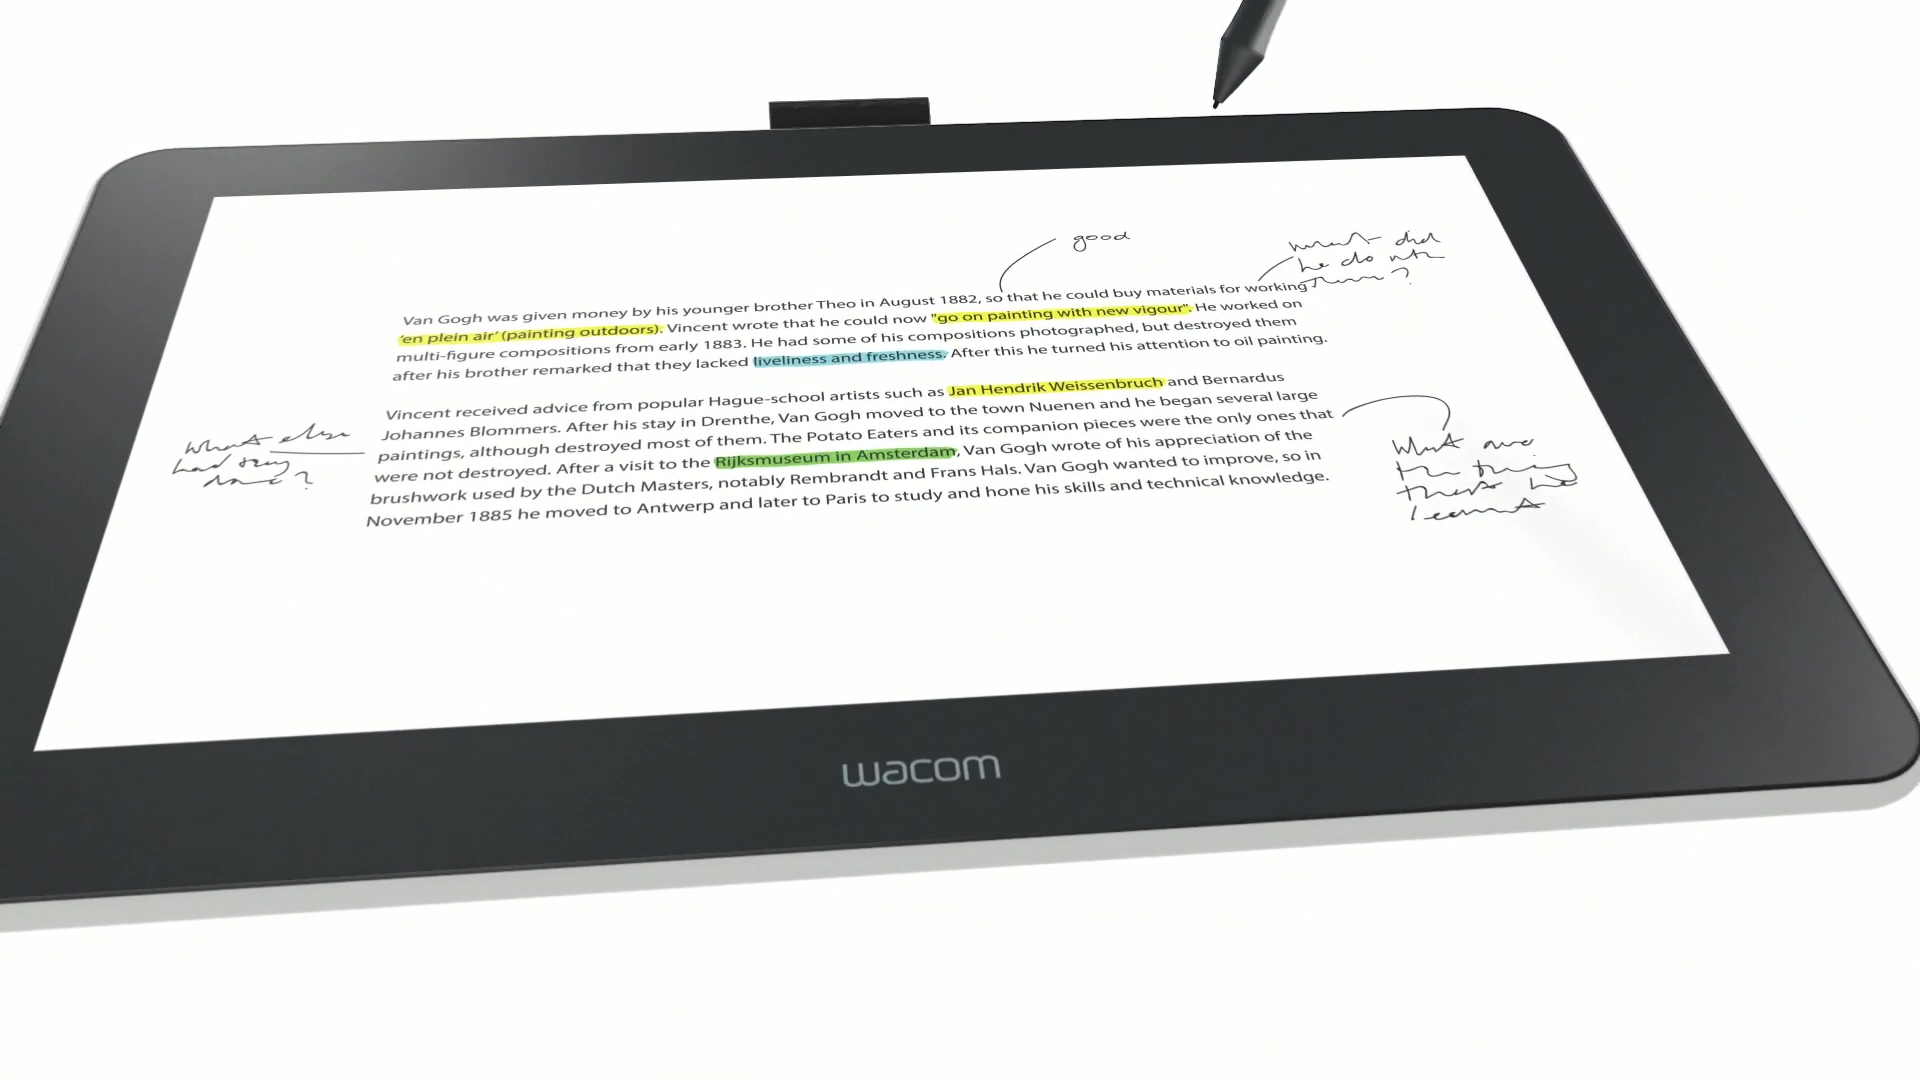 good
what did
he do with
them?
Van Gogh was given money by his younger brother Theo in August 1882, so that he could buy materials for working
'en plein air' (painting outdoors). Vincent wrote that he could now "go on painting with new vigour". He worked on
multi-figure compositions from early 1883. He had some of his compositions photographed, but destroyed them
after his brother remarked that they lacked liveliness and freshness. After this he turned his attention to oil painting.
Vincent received advice from popular Hague-school artists such as Jan Hendrik Weissenbruch and Bernardus
Johannes Blommers. After his stay in Drenthe, Van Gogh moved to the town Nuenen and he began several large
paintings, although destroyed most of them. The Potato Eaters and its companion pieces were the only ones that
were not destroyed. After a visit to the Rijksmuseum in Amsterdam, Van Gogh wrote of his appreciation of the
brushwork used by the Dutch Masters, notably Rembrandt and Frans Hals. Van Gogh wanted to improve, so in
November 1885 he moved to Antwerp and later to Paris to study and hone his skills and technical knowledge.
what else
had they
done?
What are
the things
that he
learnt
wacom